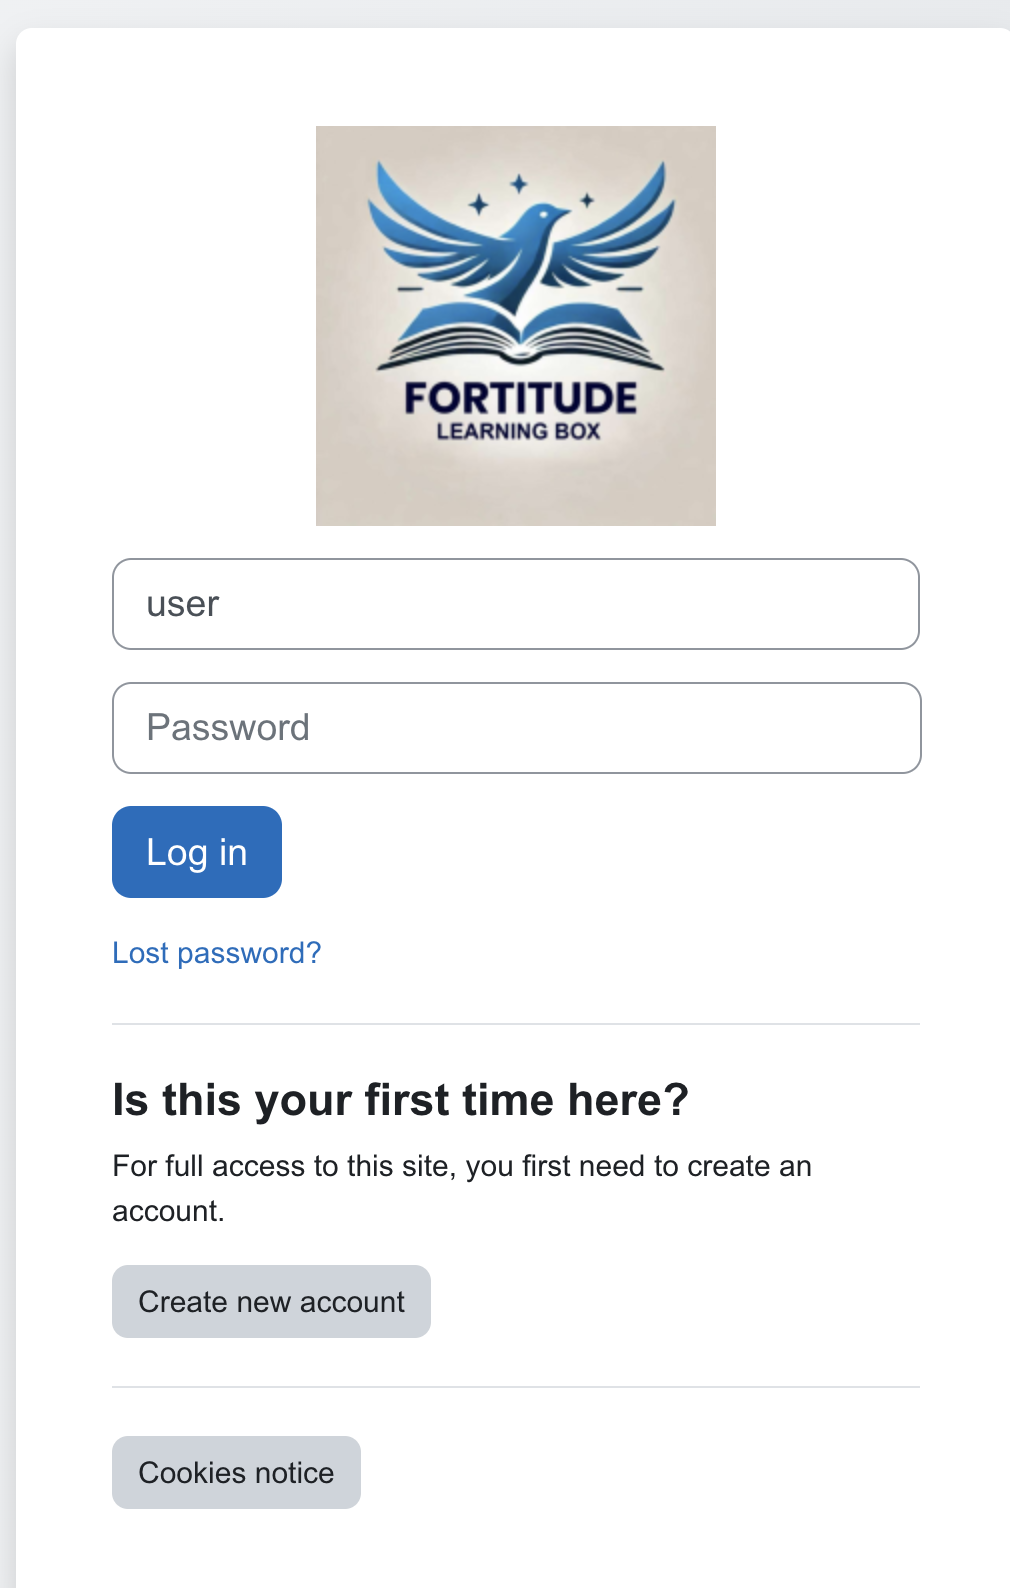 FORTITUDE
LEARNING BOX
user
Password
Log in
Lost password?
Is this your first time here?
For full access to this site, you first need to create an
account.
Create new account
Cookies notice